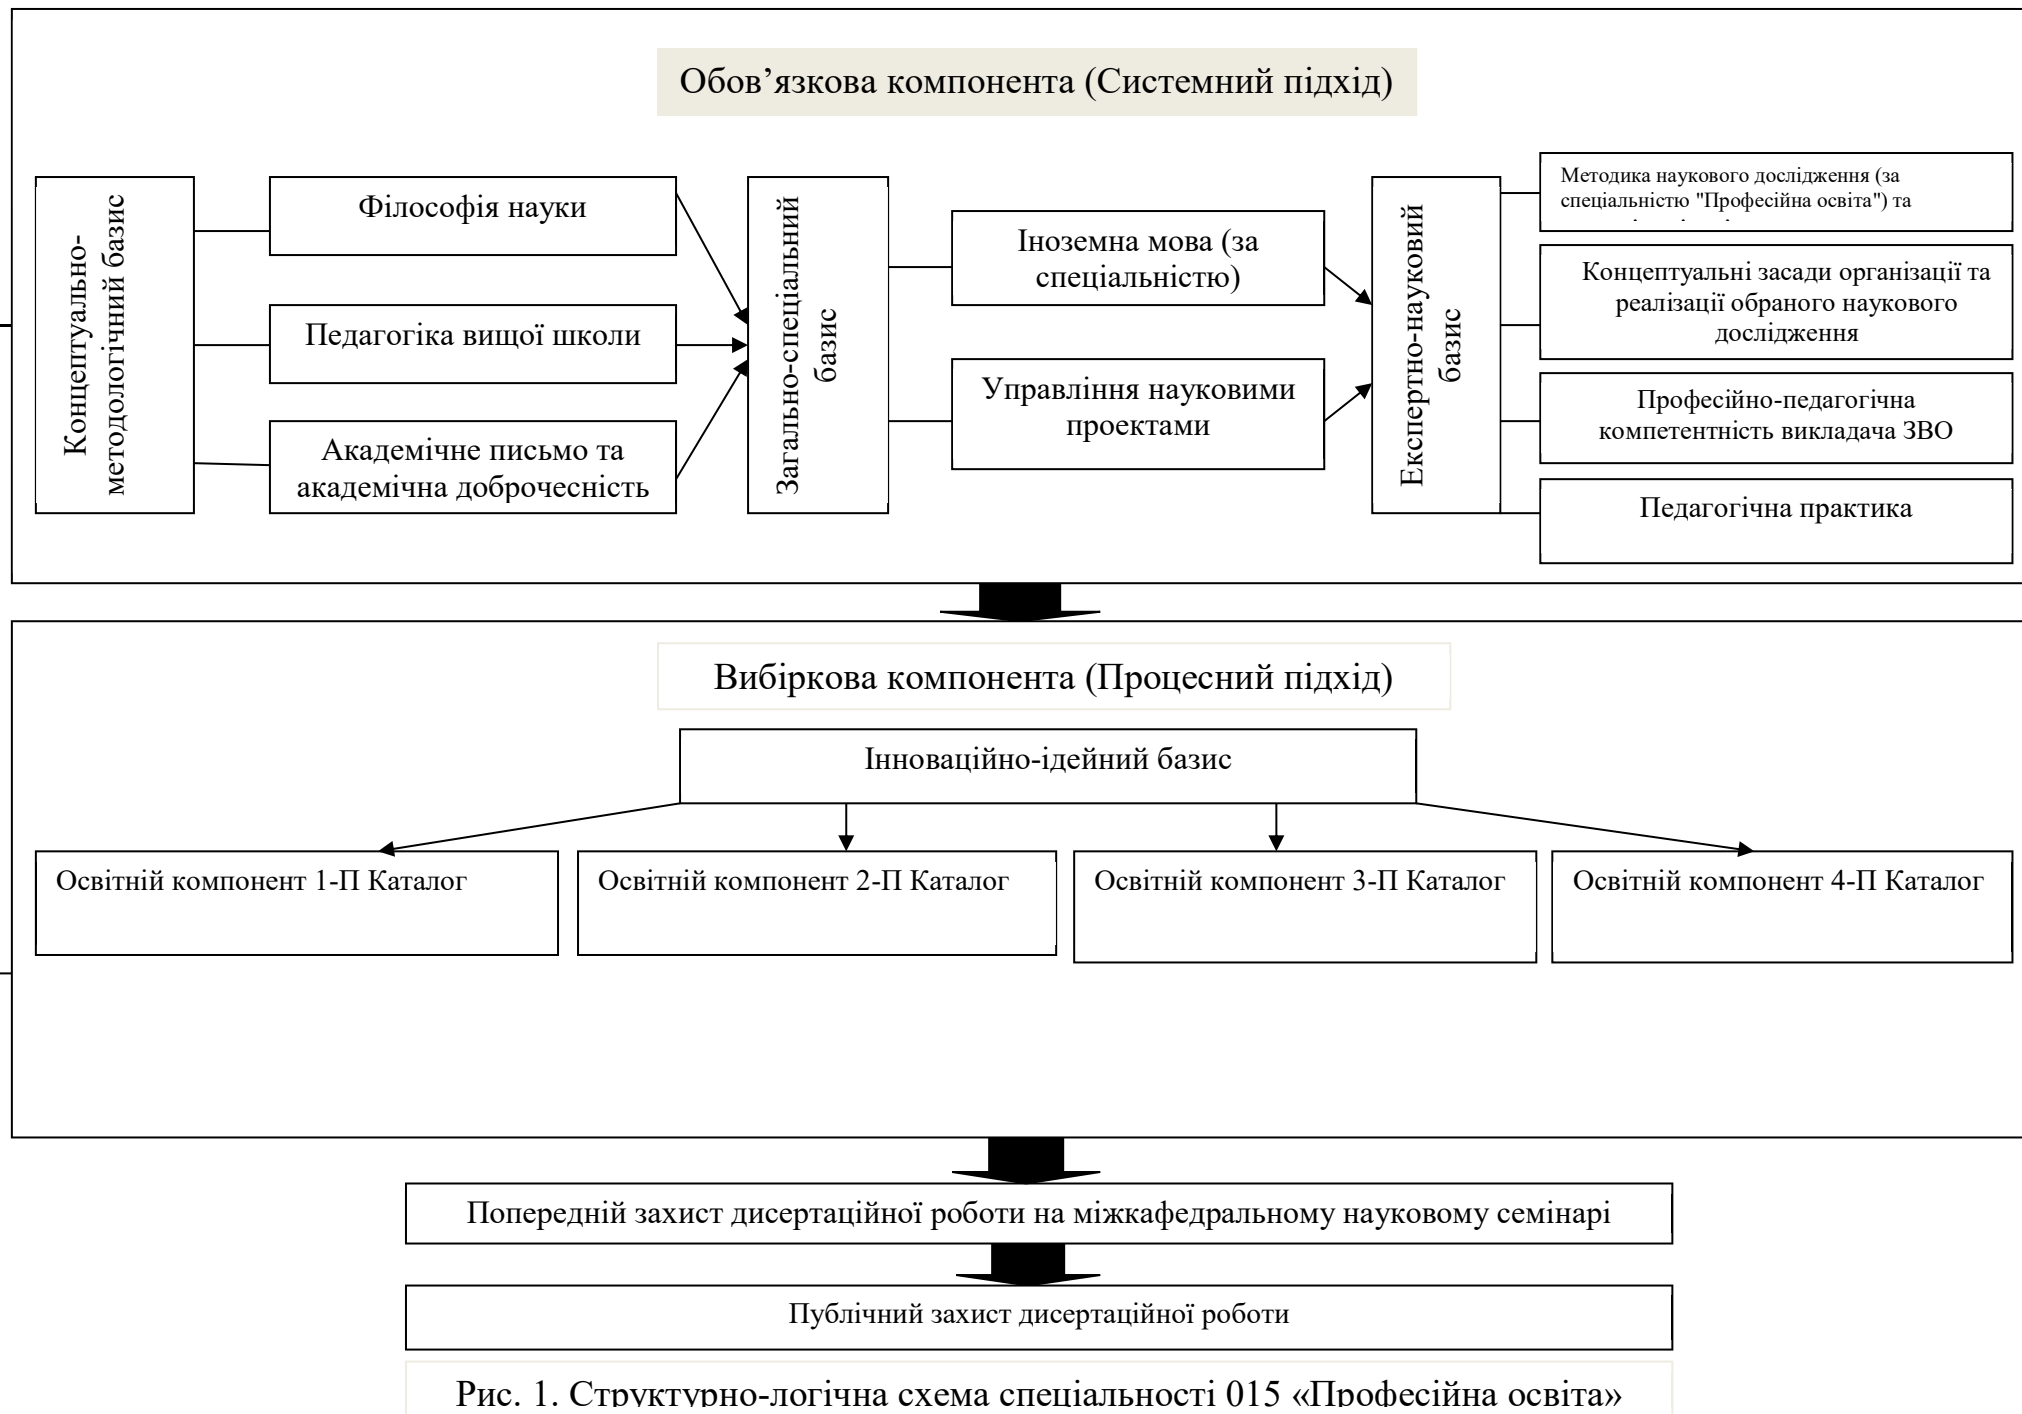 Обов’язкова компонента (Системний підхід)
Концептуально-
методологічний базис
Філософія науки
Педагогіка вищої школи
Академічне письмо та
академічна доброчесність
Загально-спеціальний
базис
Іноземна мова (за
спеціальністю)
Управління науковими
проектами
Експертно-науковий
базис
Методика наукового дослідження (за
спеціальністю "Професійна освіта") та
Концептуальні засади організації та
реалізації обраного наукового
дослідження
Професійно-педагогічна
компетентність викладача ЗВО
Педагогічна практика
Вибіркова компонента (Процесний підхід)
Інноваційно-ідейний базис
Освітній компонент 1-П Каталог
Освітній компонент 2-П Каталог
Освітній компонент 3-П Каталог
Освітній компонент 4-П Каталог
Попередній захист дисертаційної роботи на міжкафедральному науковому семінарі
Публічний захист дисертаційної роботи
Рис. 1. Структурно-логічна схема спеціальності 015 «Професійна освіта»